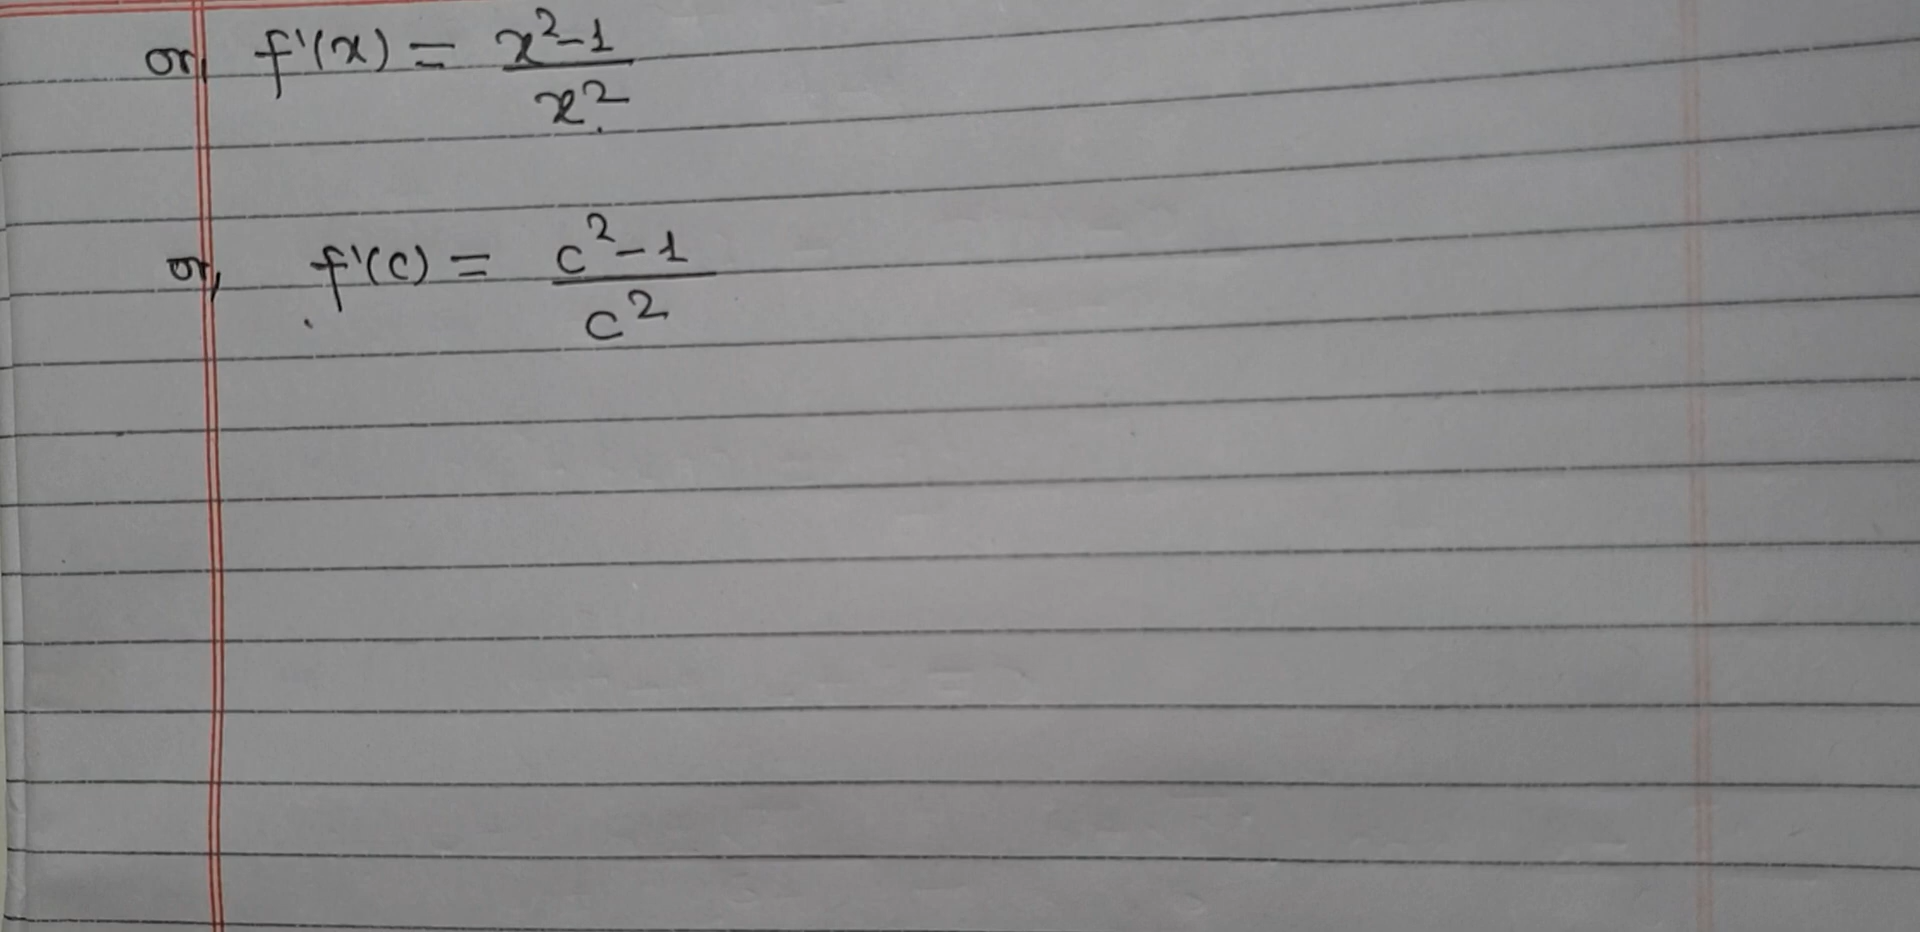 or, f'(x) = x²-1 / x²
or, f'(c) = c²-1 / c²